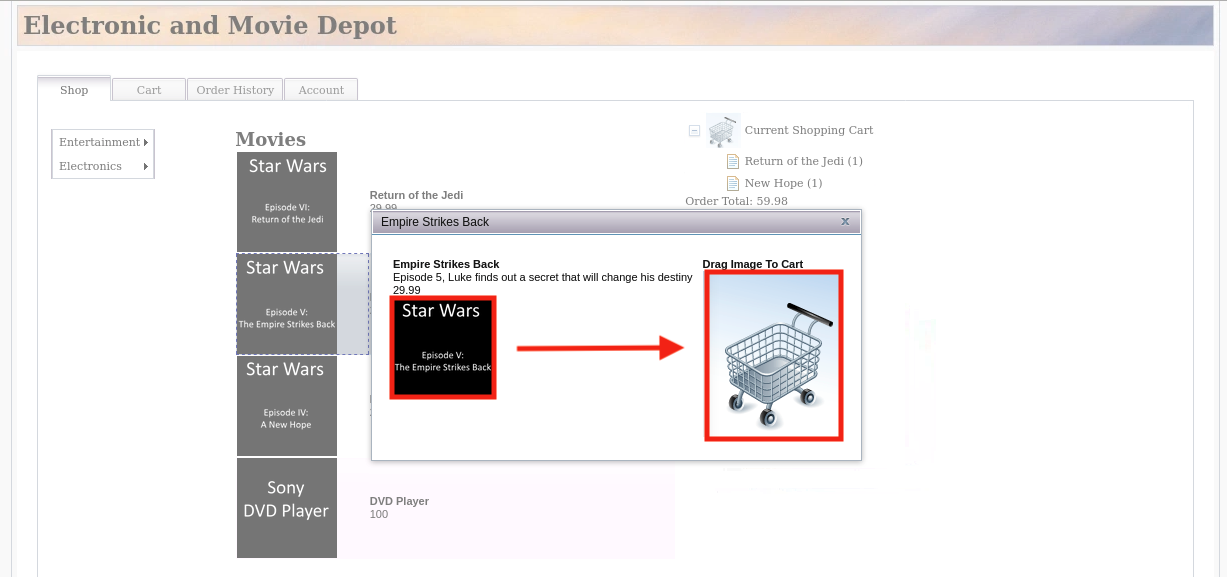 Electronic and Movie Depot
Shop
Cart
Order History
Account
Entertainment
Electronics
Movies
Star Wars
Episode VI:
Return of the Jedi
Return of the Jedi
29.99
Star Wars
Episode V:
The Empire Strikes Back
Star Wars
Episode IV:
A New Hope
Sony
DVD Player
DVD Player
100
Current Shopping Cart
Return of the Jedi (1)
New Hope (1)
Order Total: 59.98
Empire Strikes Back
x
Empire Strikes Back
Episode 5, Luke finds out a secret that will change his destiny
29.99
Star Wars
Episode V:
The Empire Strikes Back
Drag Image To Cart